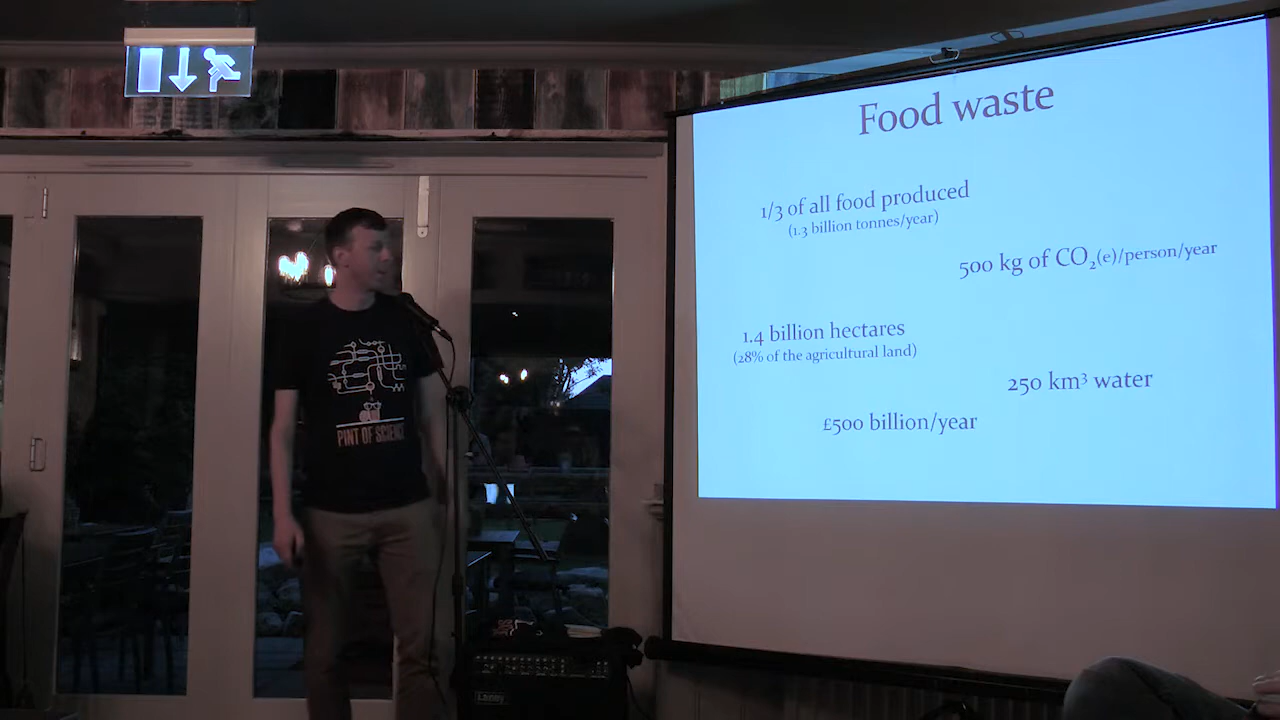 Food waste
1/3 of all food produced
(1.3 billion tonnes/year)
500 kg of CO₂(e)/person/year
1.4 billion hectares
(28% of the agricultural land)
250 km³ water
£500 billion/year
PINT OF SCIENCE
Laney